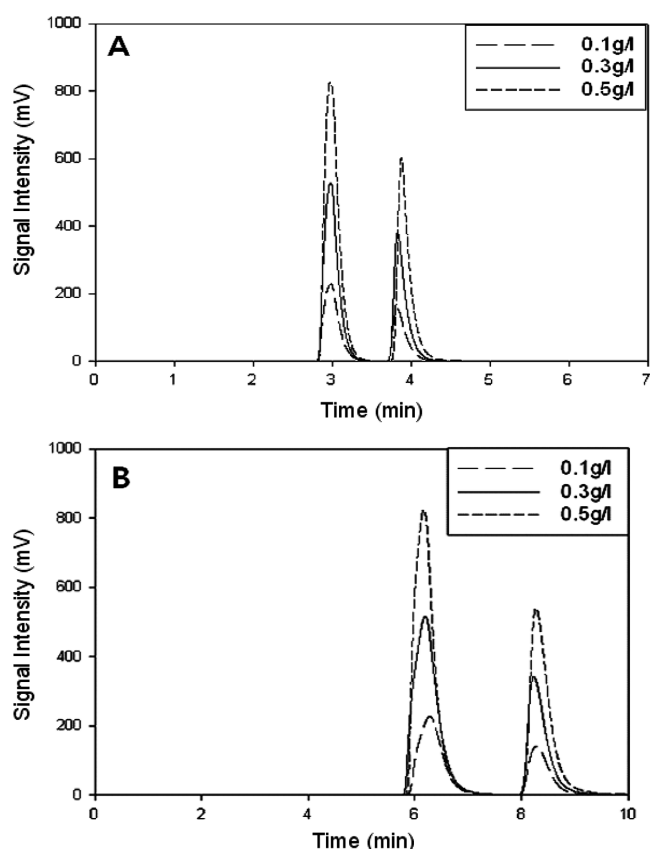 A
0.1g/l
0.3g/l
0.5g/l
Signal Intensity (mV)
1000
800
600
400
200
0
0 1 2 3 4 5 6 7
Time (min)
B
0.1g/l
0.3g/l
0.5g/l
Signal Intensity (mV)
1000
800
600
400
200
0
0 2 4 6 8 10
Time (min)